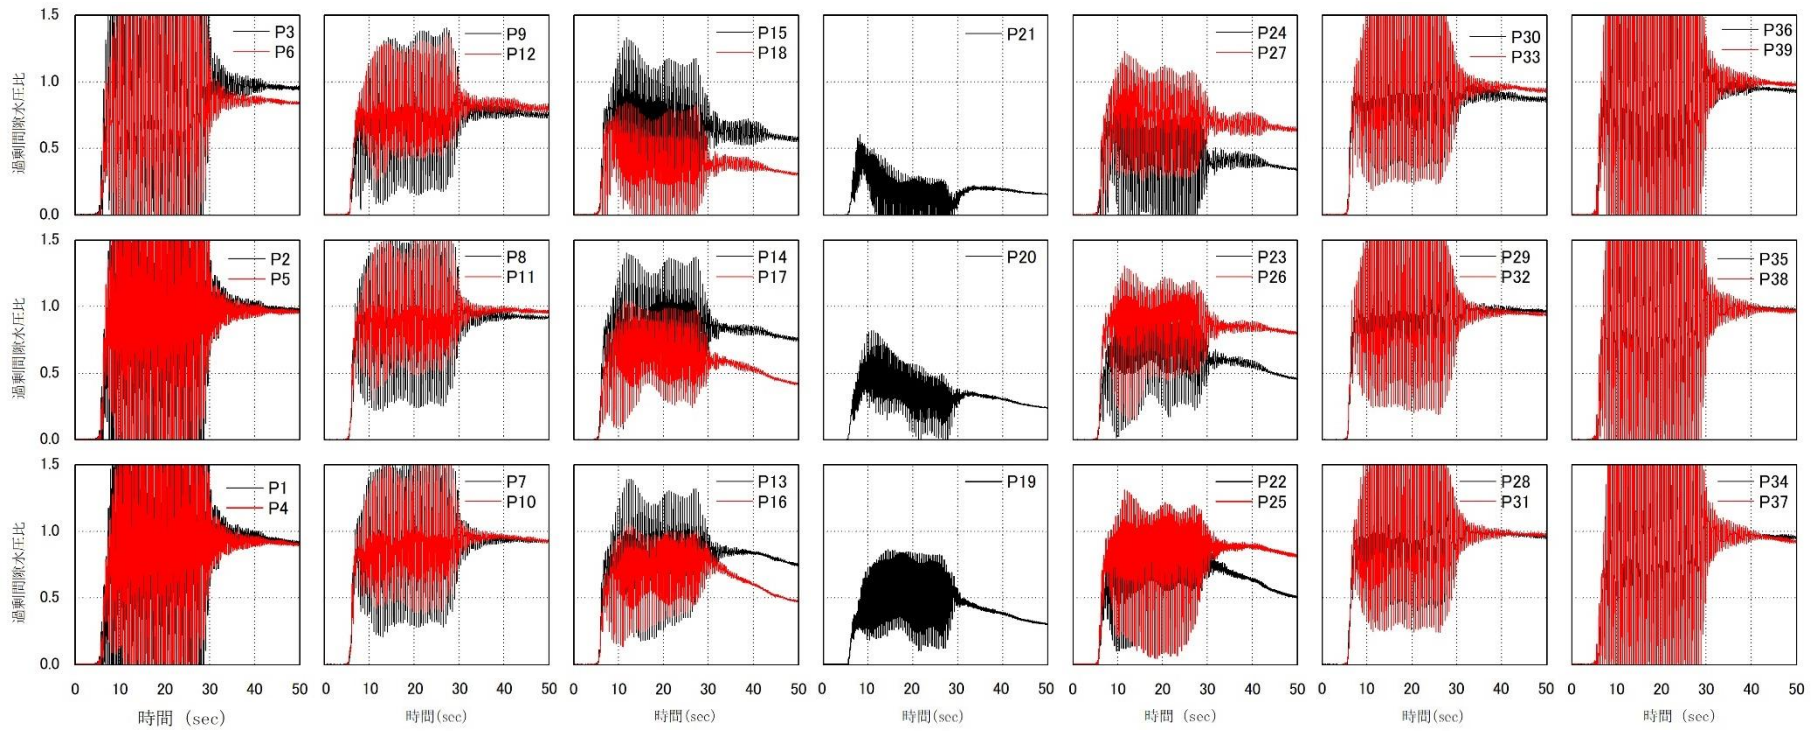 1.5
過剰間隙水圧比
1.0
0.5
0.0
P3
P6
P9
P12
P15
P18
P21
P24
P27
P30
P33
P36
P39
1.5
過剰間隙水圧比
1.0
0.5
0.0
P2
P5
P8
P11
P14
P17
P20
P23
P26
P29
P32
P35
P38
1.5
過剰間隙水圧比
1.0
0.5
0.0
P1
P4
P7
P10
P13
P16
P19
P22
P25
P28
P31
P34
P37
0 10 20 30 40 50
0 10 20 30 40 50
0 10 20 30 40 50
0 10 20 30 40 50
0 10 20 30 40 50
0 10 20 30 40 50
0 10 20 30 40 50
時間 (sec)
時間(sec)
時間(sec)
時間(sec)
時間 (sec)
時間(sec)
時間 (sec)